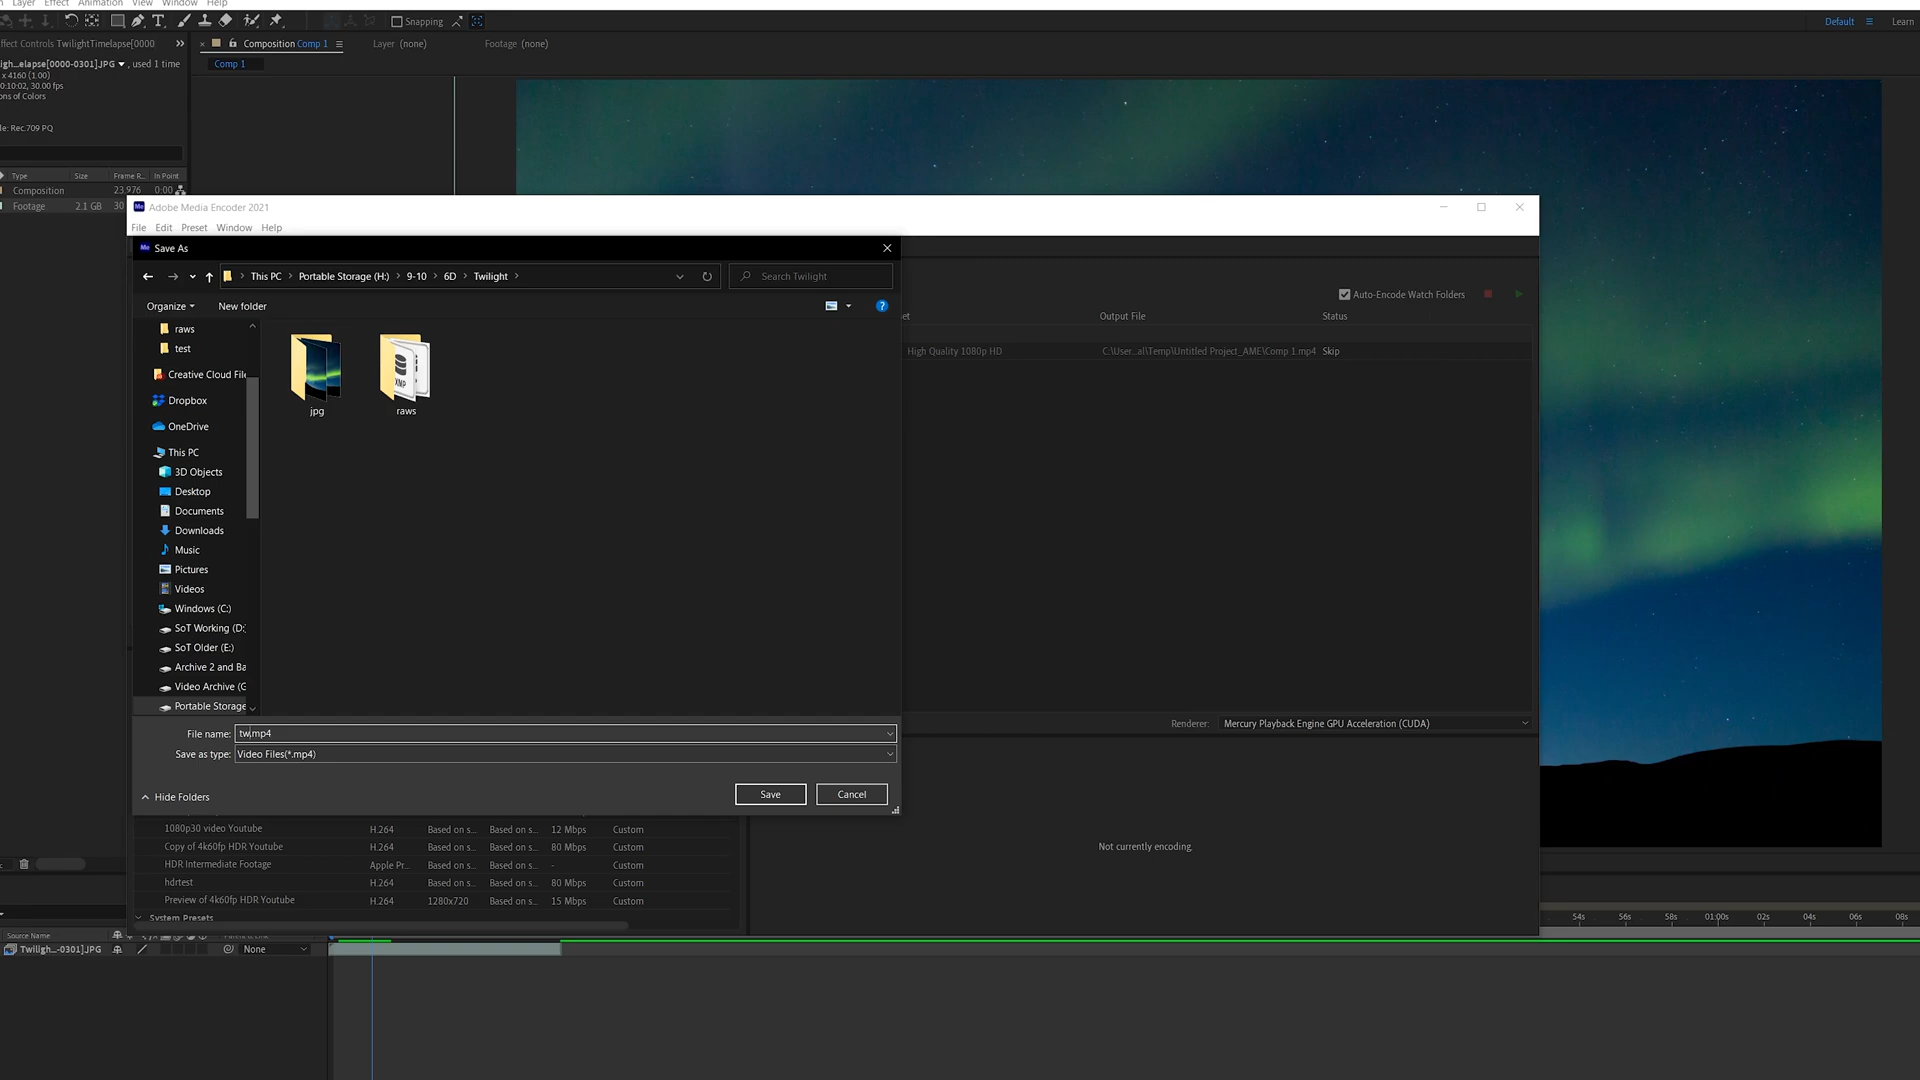 Layer Effect Animation View Window Help
Snapping
Default
Learn
Effect Controls TwilightTimelapse[0000
Composition Comp 1
Layer (none)
Footage (none)
Comp 1
igh...elapse[0000-0301].JPG , used 1 time
x 4160 (1.00)
0:10:02, 30.00 fps
ons of Colors
le: Rec.709 PQ
Type Size Frame R... In Point
Composition 23.976 0:00
Footage 2.1 GB 30
Me Adobe Media Encoder 2021
File Edit Preset Window Help
Me Save As
This PC > Portable Storage (H:) > 9-10 > 6D > Twilight >
Search Twilight
Organize New folder
?
Auto-Encode Watch Folders
et Output File Status
High Quality 1080p HD C:\User...al\Temp\Untitled Project_AME\Comp 1.mp4 Skip
raws
test
Creative Cloud File
Dropbox
OneDrive
This PC
3D Objects
Desktop
Documents
Downloads
Music
Pictures
Videos
Windows (C:)
SoT Working (D:)
SoT Older (E:)
Archive 2 and Ba
Video Archive (G
Portable Storage
XMP
jpg raws
File name: tw.mp4
Save as type: Video Files(*.mp4)
Hide Folders
Save Cancel
Renderer: Mercury Playback Engine GPU Acceleration (CUDA)
1080p30 video Youtube H.264 Based on s... Based on s... 12 Mbps Custom
Copy of 4k60fp HDR Youtube H.264 Based on s... Based on s... 80 Mbps Custom
HDR Intermediate Footage Apple Pr... Based on s... Based on s... - Custom
hdrtest H.264 Based on s... Based on s... 80 Mbps Custom
Preview of 4k60fp HDR Youtube H.264 1280x720 Based on s... 15 Mbps Custom
System Presets
Not currently encoding.
54s 56s 58s 01:00s 02s 04s 06s 08s
Source Name
Twiligh...-0301].JPG None